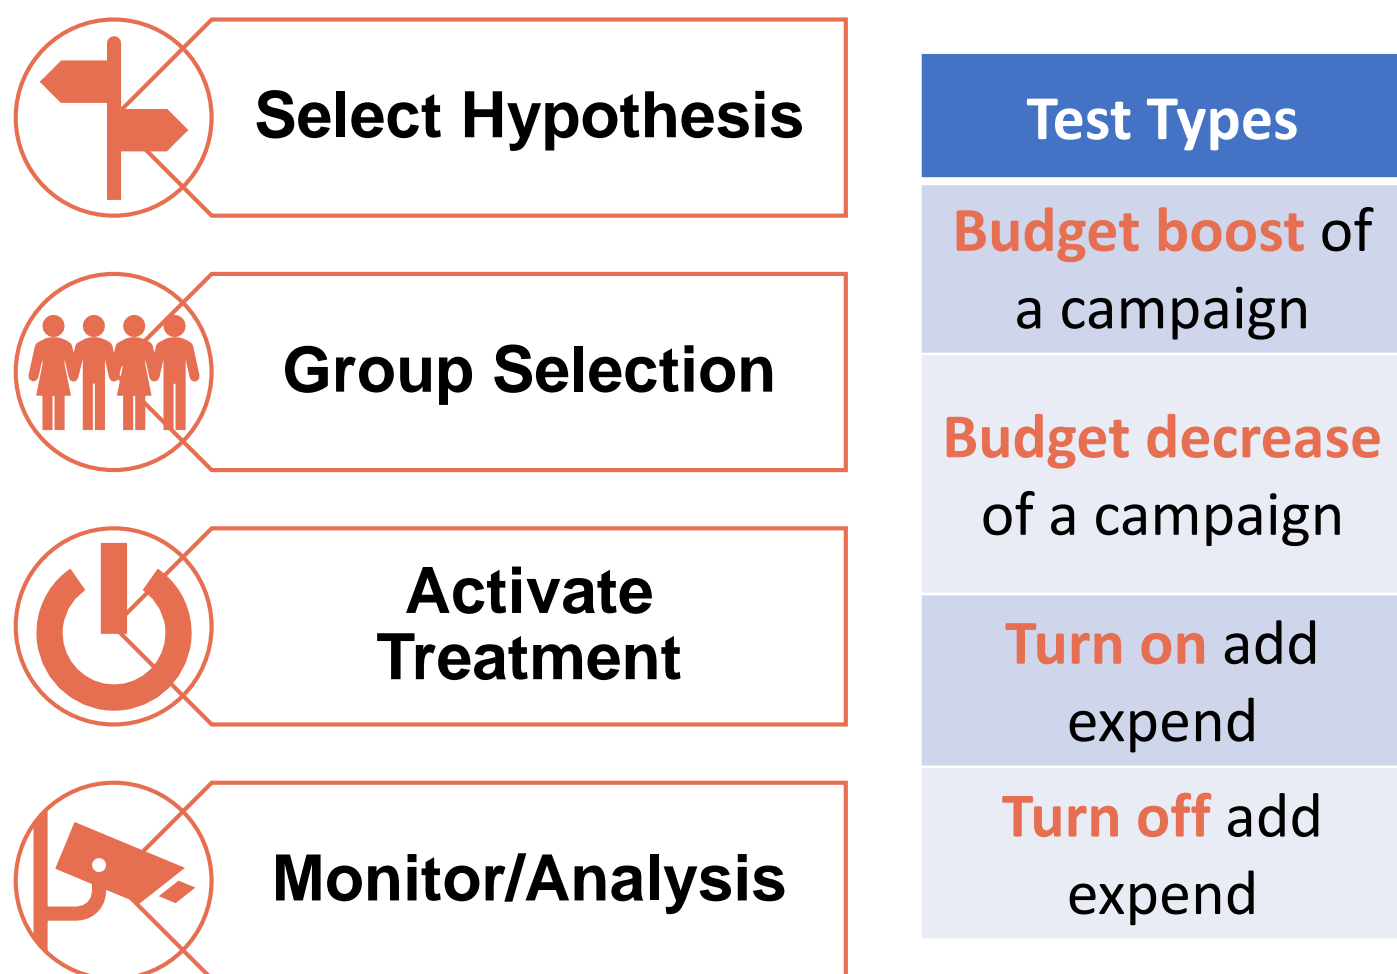 Select Hypothesis
Group Selection
Activate
Treatment
Monitor/Analysis
Test Types
Budget boost of
a campaign
Budget decrease
of a campaign
Turn on add
expend
Turn off add
expend